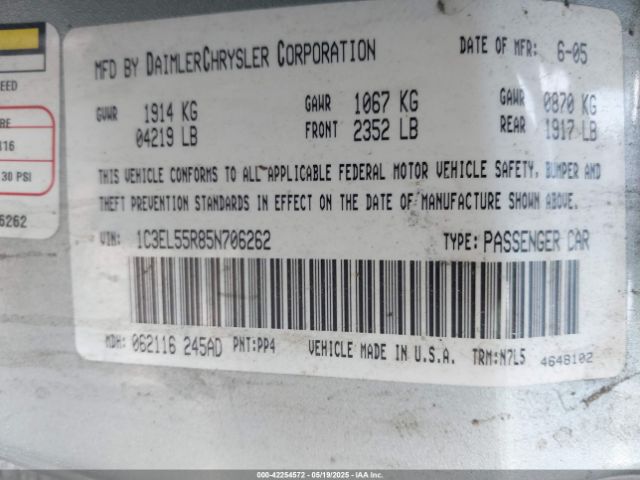 MFD BY DAIMLERCHRYSLER CORPORATION DATE OF MFR: 6-05
GVWR 1914 KG GAWR 1067 KG GAWR 0870 KG
04219 LB FRONT 2352 LB REAR 1917 LB
THIS VEHICLE CONFORMS TO ALL APPLICABLE FEDERAL MOTOR VEHICLE SAFETY, BUMPER AND
THEFT PREVENTION STANDARDS IN EFFECT ON THE DATE OF MANUFACTURE SHOWN ABOVE.
VIN: 1C3EL55R85N706262 TYPE: PASSENGER CAR
MDH: 062116 245AD PNT:PP4 VEHICLE MADE IN U.S.A. TRM:N7L5 4648102
EED
RE
116
30 PSI
6262
000-42254572 - 05/19/2025 - COPYRIGHT IAA, LLC.